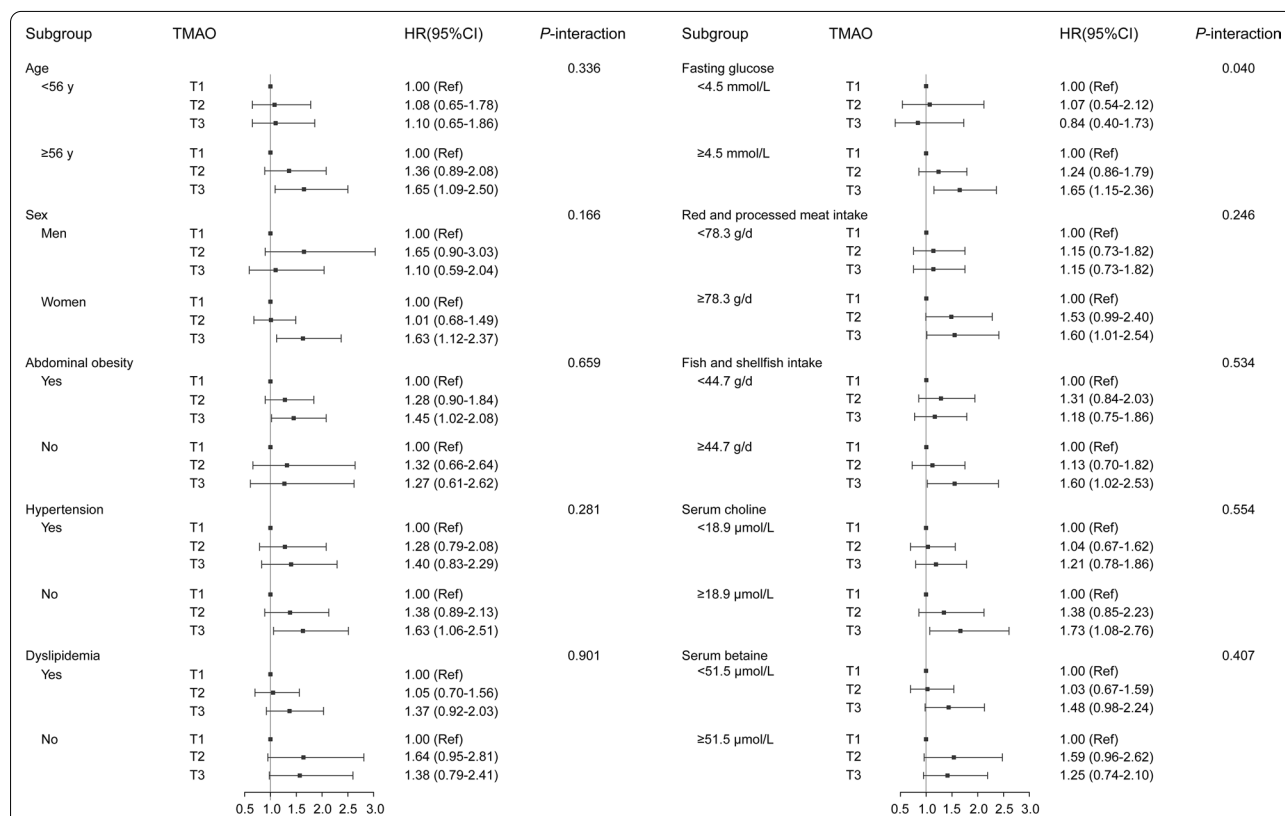 Subgroup TMAO HR(95%CI) P-interaction
Age 0.336
<56 y T1 1.00 (Ref)
T2 1.08 (0.65-1.78)
T3 1.10 (0.65-1.86)
≥56 y T1 1.00 (Ref)
T2 1.36 (0.89-2.08)
T3 1.65 (1.09-2.50)
Sex 0.166
Men T1 1.00 (Ref)
T2 1.65 (0.90-3.03)
T3 1.10 (0.59-2.04)
Women T1 1.00 (Ref)
T2 1.01 (0.68-1.49)
T3 1.63 (1.12-2.37)
Abdominal obesity 0.659
Yes T1 1.00 (Ref)
T2 1.28 (0.90-1.84)
T3 1.45 (1.02-2.08)
No T1 1.00 (Ref)
T2 1.32 (0.66-2.64)
T3 1.27 (0.61-2.62)
Hypertension 0.281
Yes T1 1.00 (Ref)
T2 1.28 (0.79-2.08)
T3 1.40 (0.83-2.29)
No T1 1.00 (Ref)
T2 1.38 (0.89-2.13)
T3 1.63 (1.06-2.51)
Dyslipidemia 0.901
Yes T1 1.00 (Ref)
T2 1.05 (0.70-1.56)
T3 1.37 (0.92-2.03)
No T1 1.00 (Ref)
T2 1.64 (0.95-2.81)
T3 1.38 (0.79-2.41)
0.5 1.0 1.5 2.0 2.5 3.0
Subgroup TMAO HR(95%CI) P-interaction
Fasting glucose 0.040
<4.5 mmol/L T1 1.00 (Ref)
T2 1.07 (0.54-2.12)
T3 0.84 (0.40-1.73)
≥4.5 mmol/L T1 1.00 (Ref)
T2 1.24 (0.86-1.79)
T3 1.65 (1.15-2.36)
Red and processed meat intake 0.246
<78.3 g/d T1 1.00 (Ref)
T2 1.15 (0.73-1.82)
T3 1.15 (0.73-1.82)
≥78.3 g/d T1 1.00 (Ref)
T2 1.53 (0.99-2.40)
T3 1.60 (1.01-2.54)
Fish and shellfish intake 0.534
<44.7 g/d T1 1.00 (Ref)
T2 1.31 (0.84-2.03)
T3 1.18 (0.75-1.86)
≥44.7 g/d T1 1.00 (Ref)
T2 1.13 (0.70-1.82)
T3 1.60 (1.02-2.53)
Serum choline 0.554
<18.9 μmol/L T1 1.00 (Ref)
T2 1.04 (0.67-1.62)
T3 1.21 (0.78-1.86)
≥18.9 μmol/L T1 1.00 (Ref)
T2 1.38 (0.85-2.23)
T3 1.73 (1.08-2.76)
Serum betaine 0.407
<51.5 μmol/L T1 1.00 (Ref)
T2 1.03 (0.67-1.59)
T3 1.48 (0.98-2.24)
≥51.5 μmol/L T1 1.00 (Ref)
T2 1.59 (0.96-2.62)
T3 1.25 (0.74-2.10)
0.5 1.0 1.5 2.0 2.5 3.0